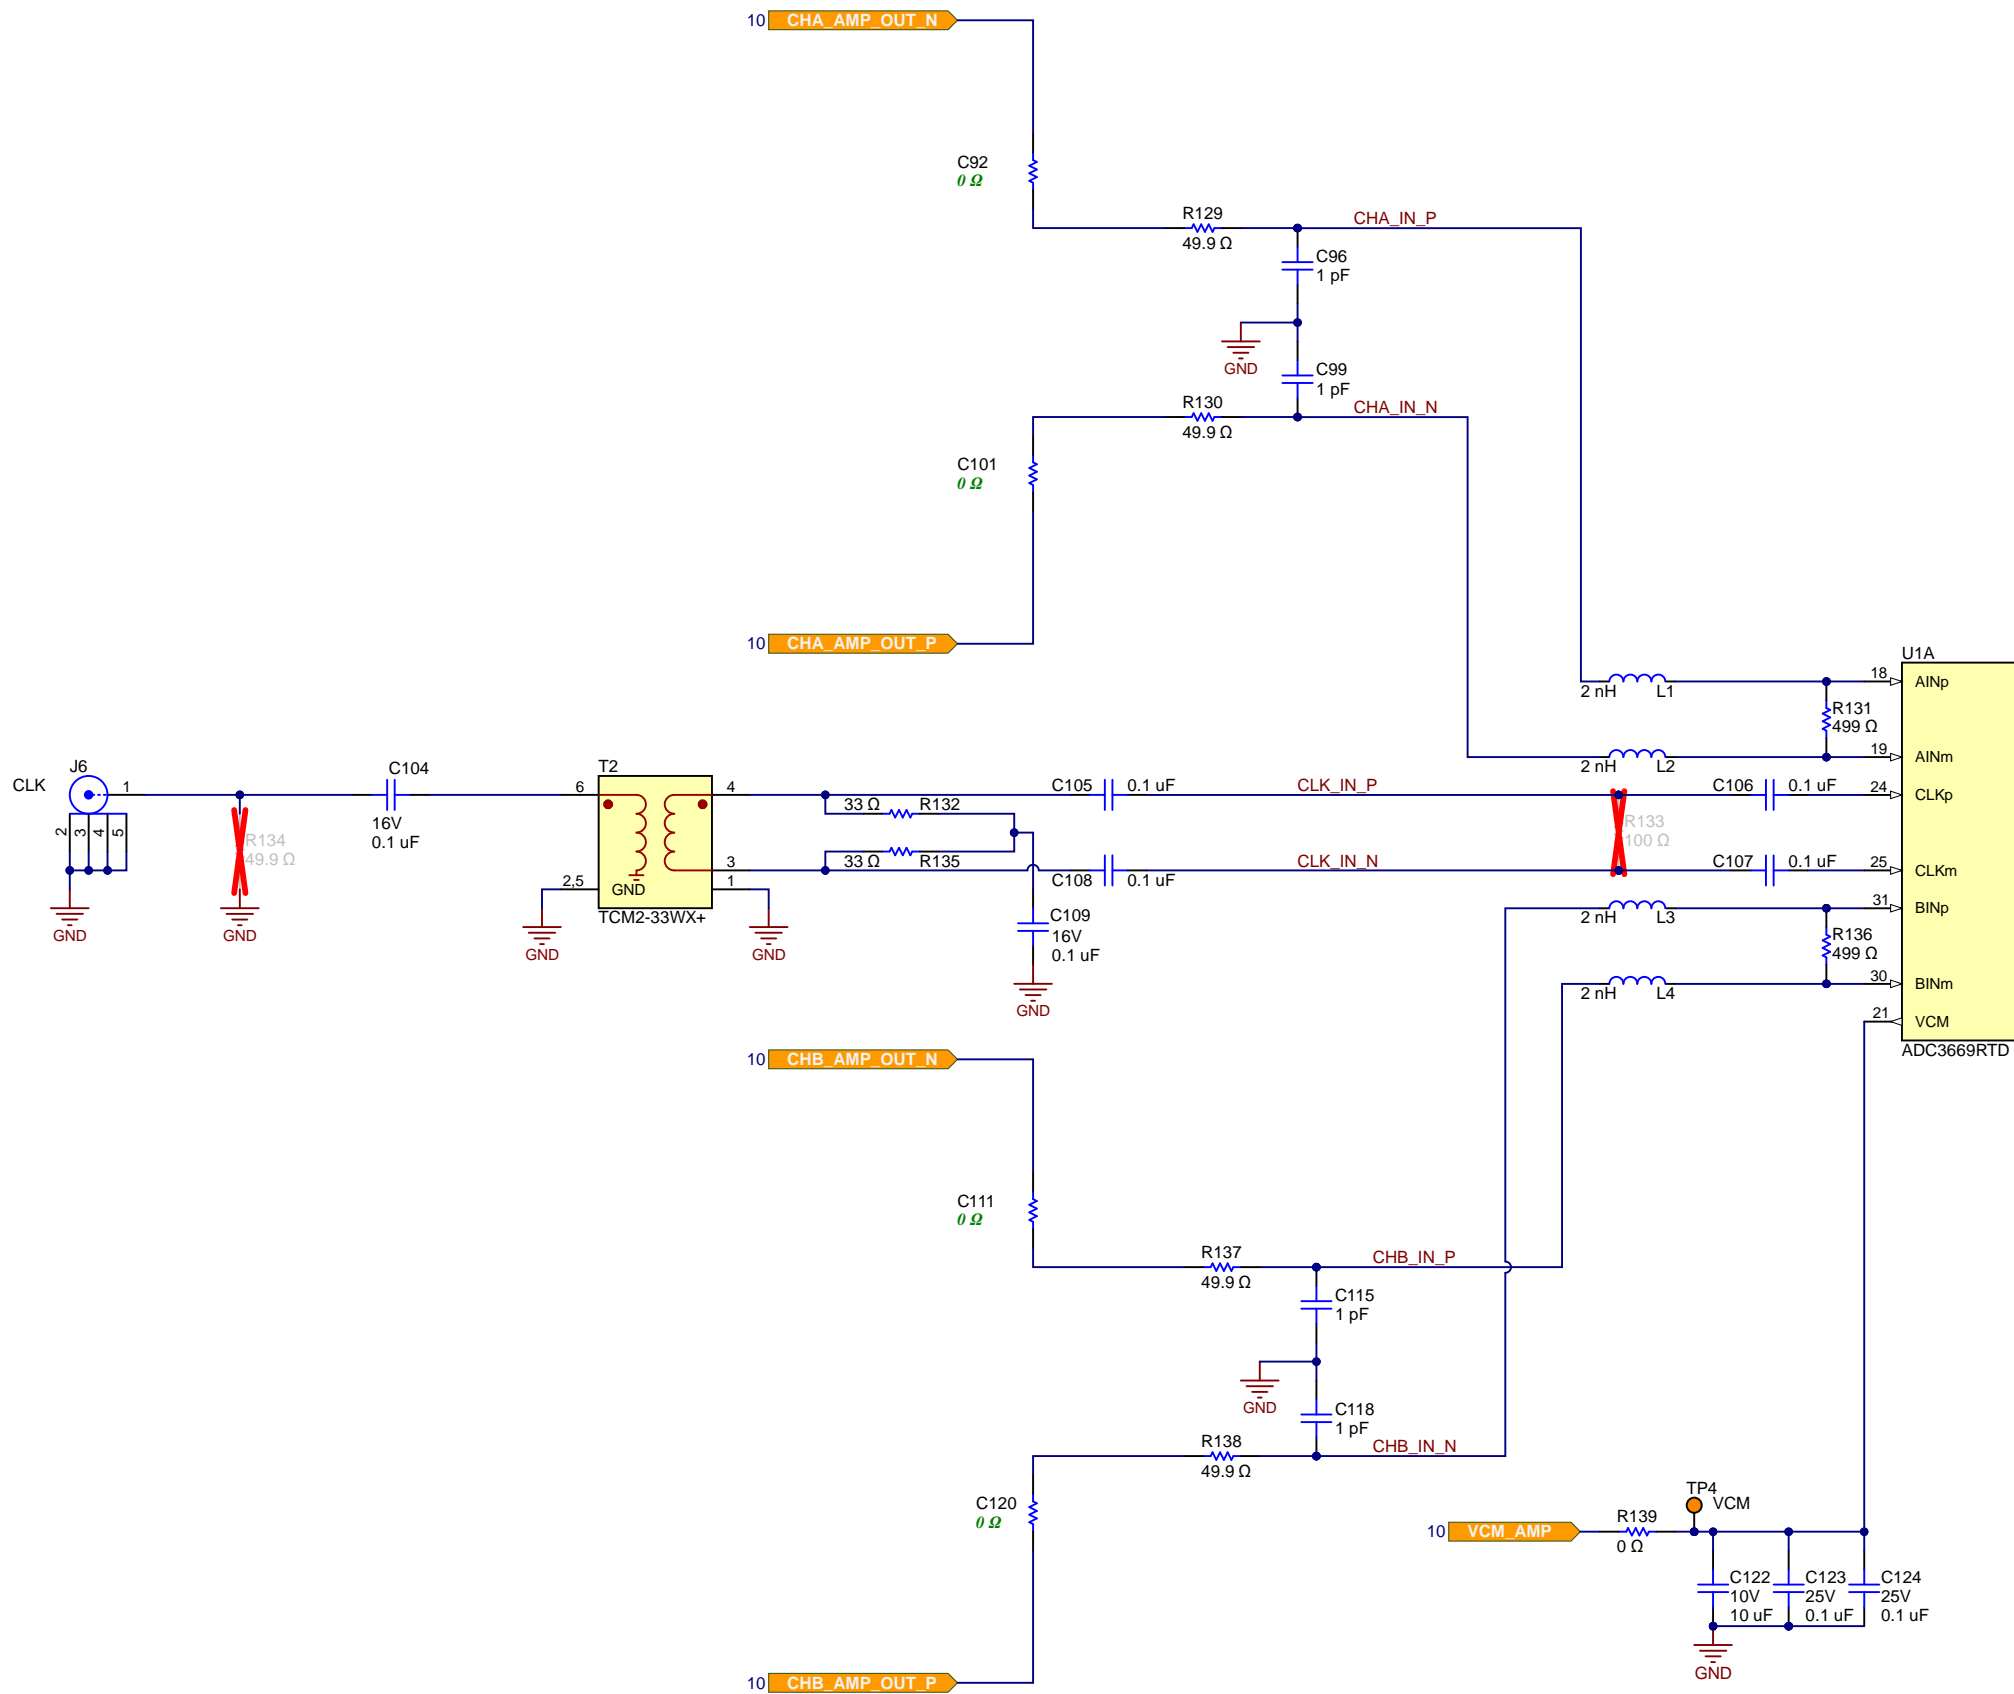 10 CHA_AMP_OUT_N
C92
0 Ω
R129
49.9 Ω
CHA_IN_P
C96
1 pF
GND
C99
1 pF
R130
49.9 Ω
CHA_IN_N
C101
0 Ω
10 CHA_AMP_OUT_P
U1A
18 AINp
2 nH L1
R131
499 Ω
19 AINm
2 nH L2
CLK
J6
1
2
3
4
5
GND
R134
49.9 Ω
GND
C104
16V
0.1 uF
T2
6
4
3
2,5
1
GND
TCM2-33WX+
GND
GND
33 Ω R132
33 Ω R135
C105 0.1 uF
CLK_IN_P
R133
100 Ω
C106 0.1 uF
24 CLKp
C108 0.1 uF
CLK_IN_N
C107 0.1 uF
25 CLKm
C109
16V
0.1 uF
GND
31 BINp
2 nH L3
R136
499 Ω
30 BINm
2 nH L4
21 VCM
ADC3669RTD
10 CHB_AMP_OUT_N
C111
0 Ω
R137
49.9 Ω
CHB_IN_P
C115
1 pF
GND
C118
1 pF
R138
49.9 Ω
CHB_IN_N
C120
0 Ω
10 CHB_AMP_OUT_P
TP4
VCM
10 VCM_AMP
R139
0 Ω
C122
10V
10 uF
C123
25V
0.1 uF
C124
25V
0.1 uF
GND